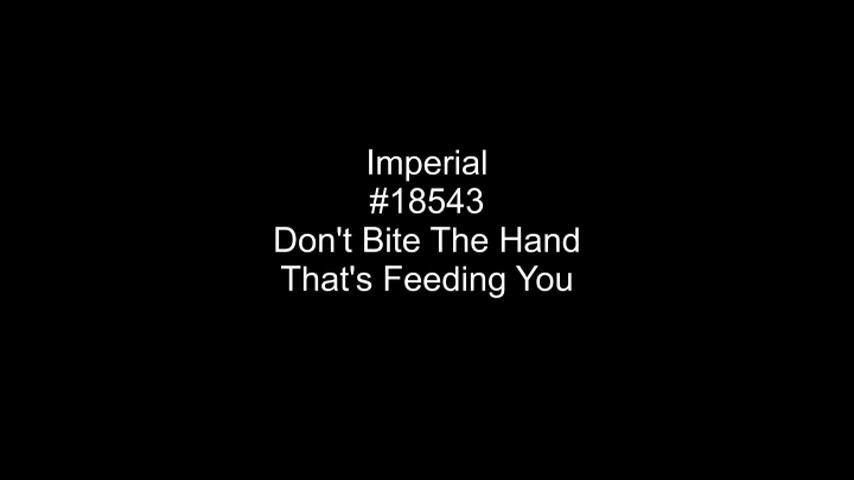 Imperial
#18543
Don't Bite The Hand
That's Feeding You